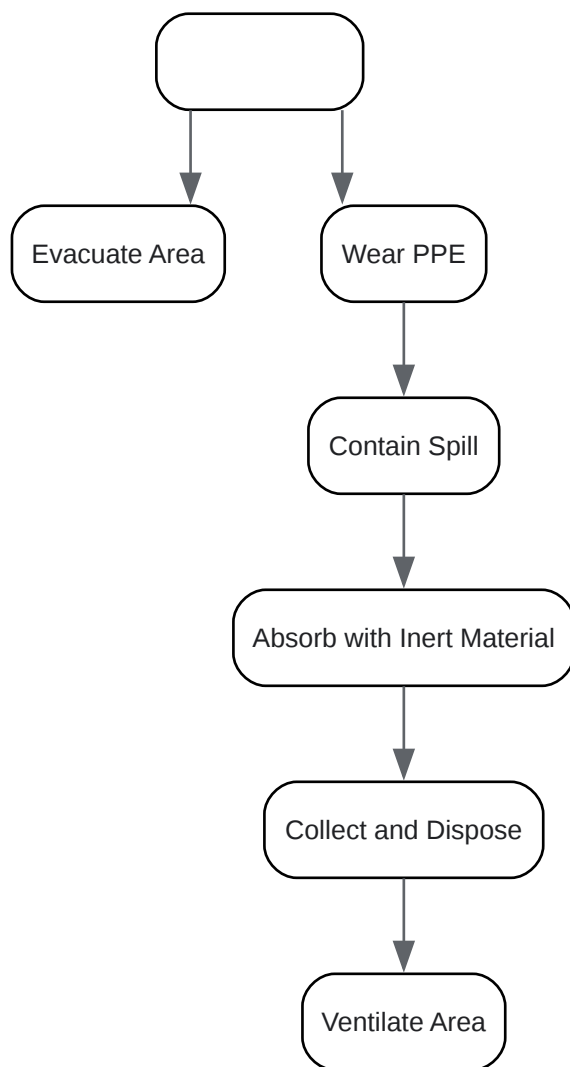 Evacuate Area
Wear PPE
Contain Spill
Absorb with Inert Material
Collect and Dispose
Ventilate Area